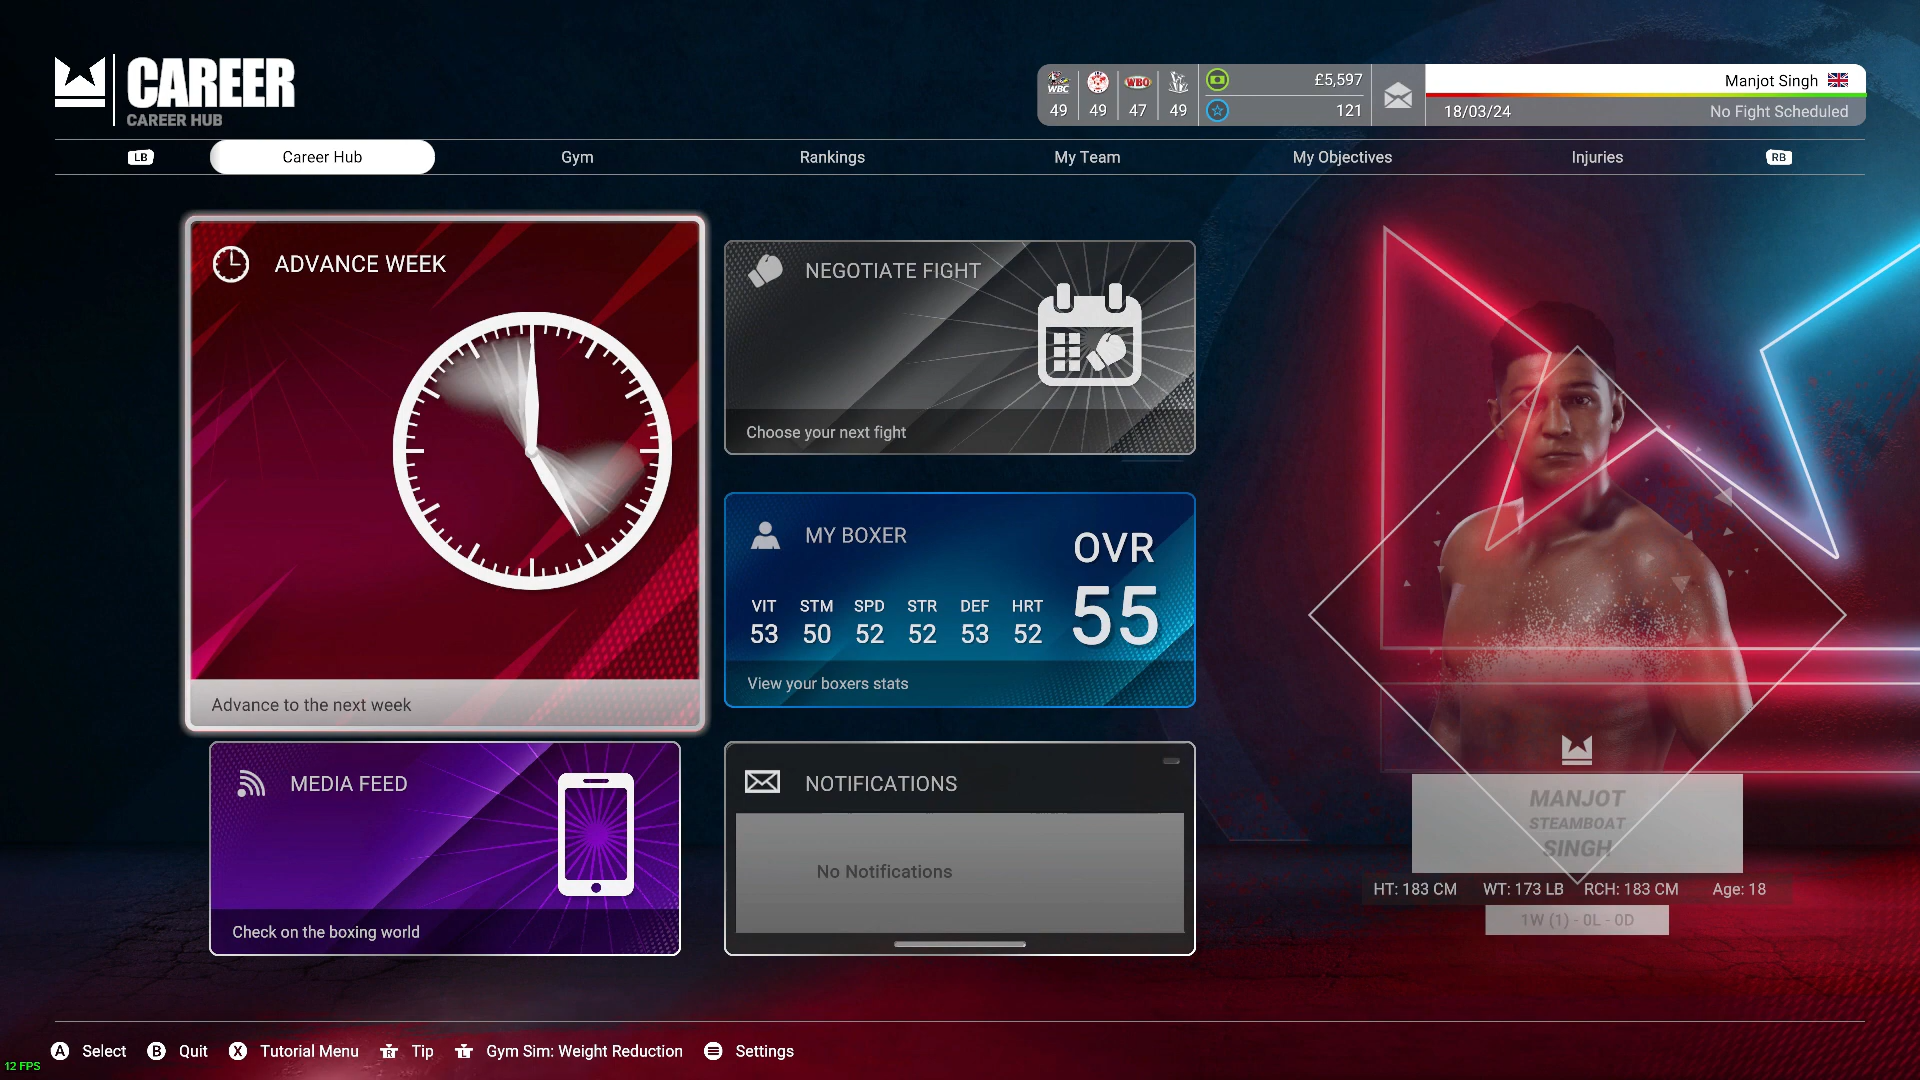 CAREER
CAREER HUB
WBC
WBO
49 49 47 49
£5,597
121
Manjot Singh
18/03/24 No Fight Scheduled
LB Career Hub Gym Rankings My Team My Objectives Injuries RB
ADVANCE WEEK
Advance to the next week
NEGOTIATE FIGHT
Choose your next fight
MY BOXER
OVR
55
VIT STM SPD STR DEF HRT
53 50 52 52 53 52
View your boxers stats
MEDIA FEED
Check on the boxing world
NOTIFICATIONS
No Notifications
MANJOT
STEAMBOAT
SINGH
HT: 183 CM WT: 173 LB RCH: 183 CM Age: 18
1W (1) - 0L - 0D
A Select B Quit X Tutorial Menu R Tip L Gym Sim: Weight Reduction Settings
12 FPS